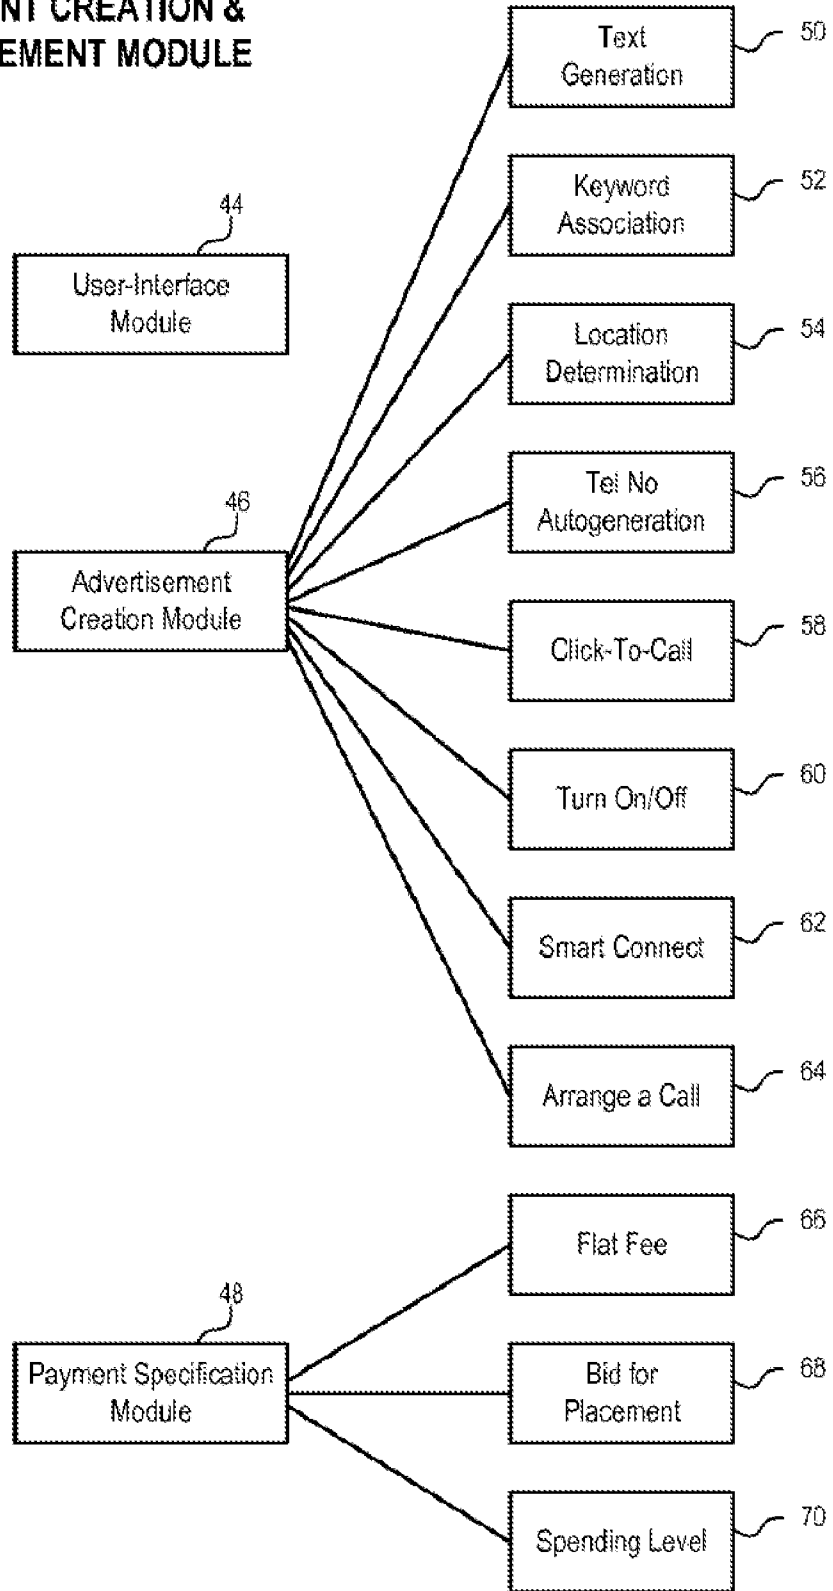 NT CREATION &
EMENT MODULE
Text
Generation
50
Keyword
Association
52
44
User-Interface
Module
Location
Determination
54
Tel No
Autogeneration
56
46
Advertisement
Creation Module
Click-To-Call
58
Turn On/Off
60
Smart Connect
62
Arrange a Call
64
Flat Fee
66
48
Payment Specification
Module
Bid for
Placement
68
Spending Level
70